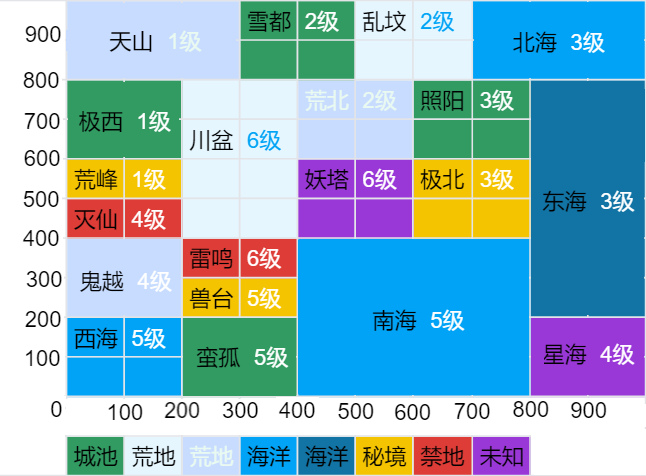 900
天山 1级
雪都 2级
乱坟 2级
北海 3级
800
极西 1级
川盆 6级
荒北 2级
照阳 3级
东海 3级
700
600
荒峰 1级
妖塔 6级
极北 3级
500
灭仙 4级
400
鬼越 4级
雷鸣 6级
南海 5级
300
兽台 5级
200
西海 5级
蛮孤 5级
星海 4级
100
0 100 200 300 400 500 600 700 800 900
城池 荒地 荒地 海洋 海洋 秘境 禁地 未知